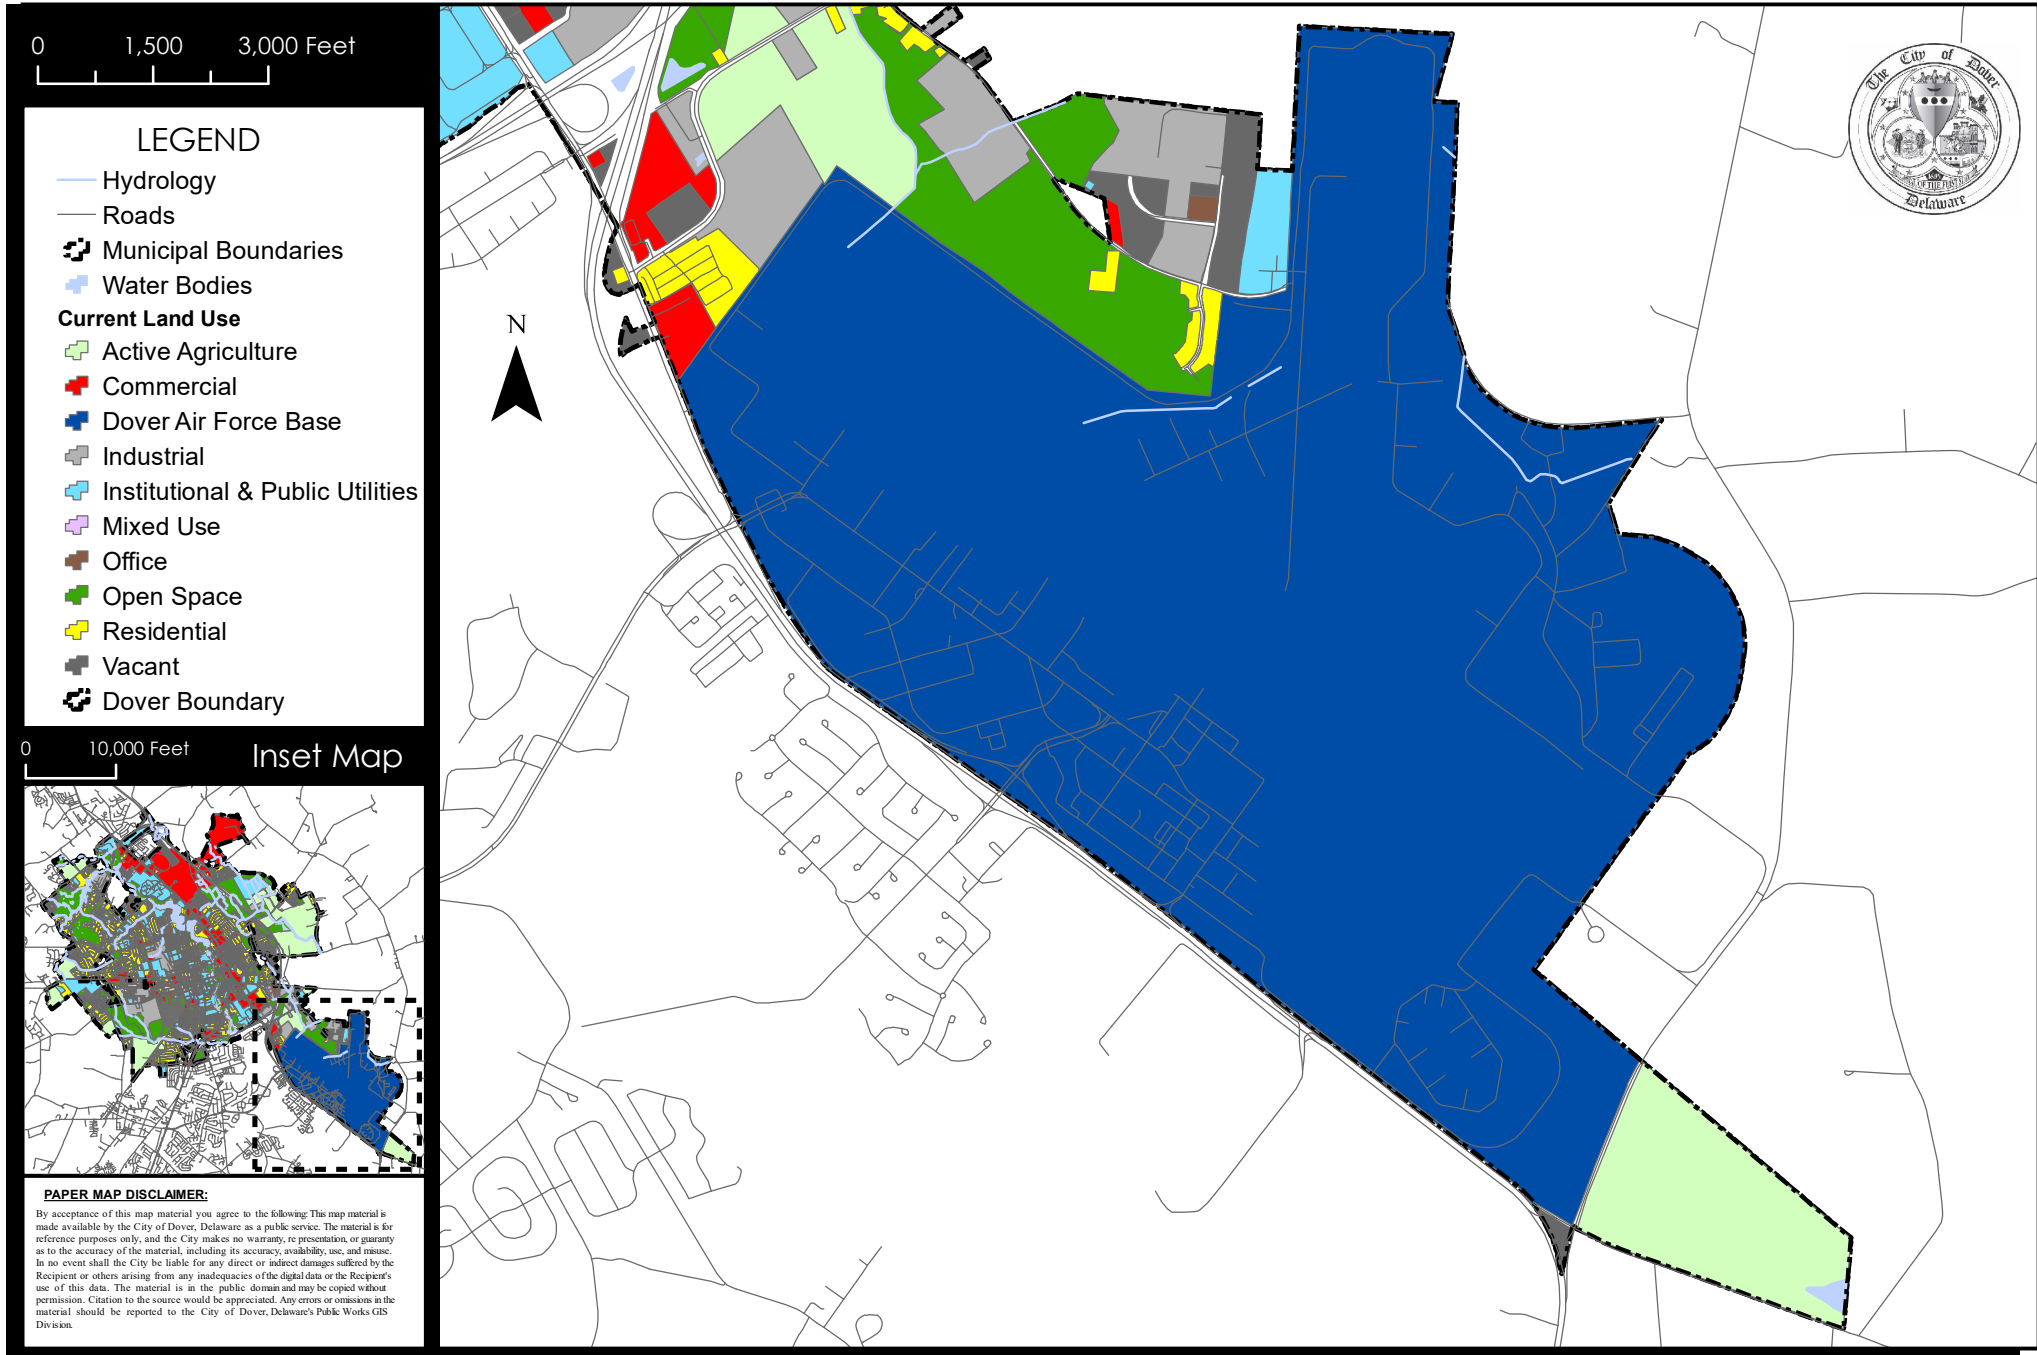 0 1,500 3,000 Feet
LEGEND
Hydrology
Roads
Municipal Boundaries
Water Bodies
Current Land Use
Active Agriculture
Commercial
Dover Air Force Base
Industrial
Institutional & Public Utilities
Mixed Use
Office
Open Space
Residential
Vacant
Dover Boundary
0 10,000 Feet
Inset Map
PAPER MAP DISCLAIMER:
By acceptance of this map material you agree to the following: This map material is
made available by the City of Dover, Delaware as a public service. The material is for
reference purposes only, and the City makes no warranty, re presentation, or guaranty
as to the accuracy of the material, including its accuracy, availability, use, and misuse.
In no event shall the City be liable for any direct or indirect damages suffered by the
Recipient or others arising from any inadequacies of the digital data or the Recipient's
use of this data. The material is in the public domain and may be copied without
permission. Citation to the source would be appreciated. Any errors or omissions in the
material should be reported to the City of Dover, Delaware's Public Works GIS
Division.
N
The City of Dover
Delaware